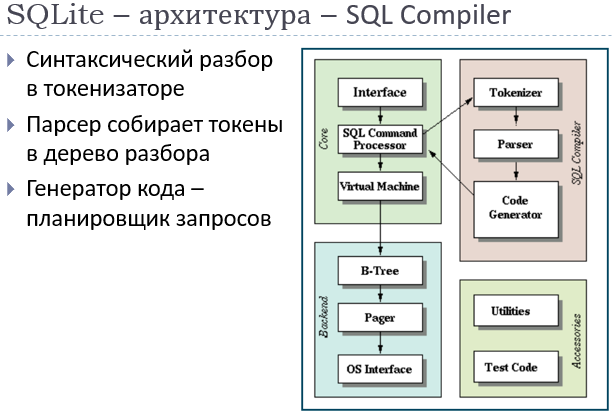 SQLite – архитектура – SQL Compiler
Синтаксический разбор
в токенизаторе
Парсер собирает токены
в дерево разбора
Генератор кода –
планировщик запросов
Core
Interface
SQL Command
Processor
Virtual Machine
SQL Compiler
Tokenizer
Parser
Code
Generator
Backend
B-Tree
Pager
OS Interface
Accessories
Utilities
Test Code